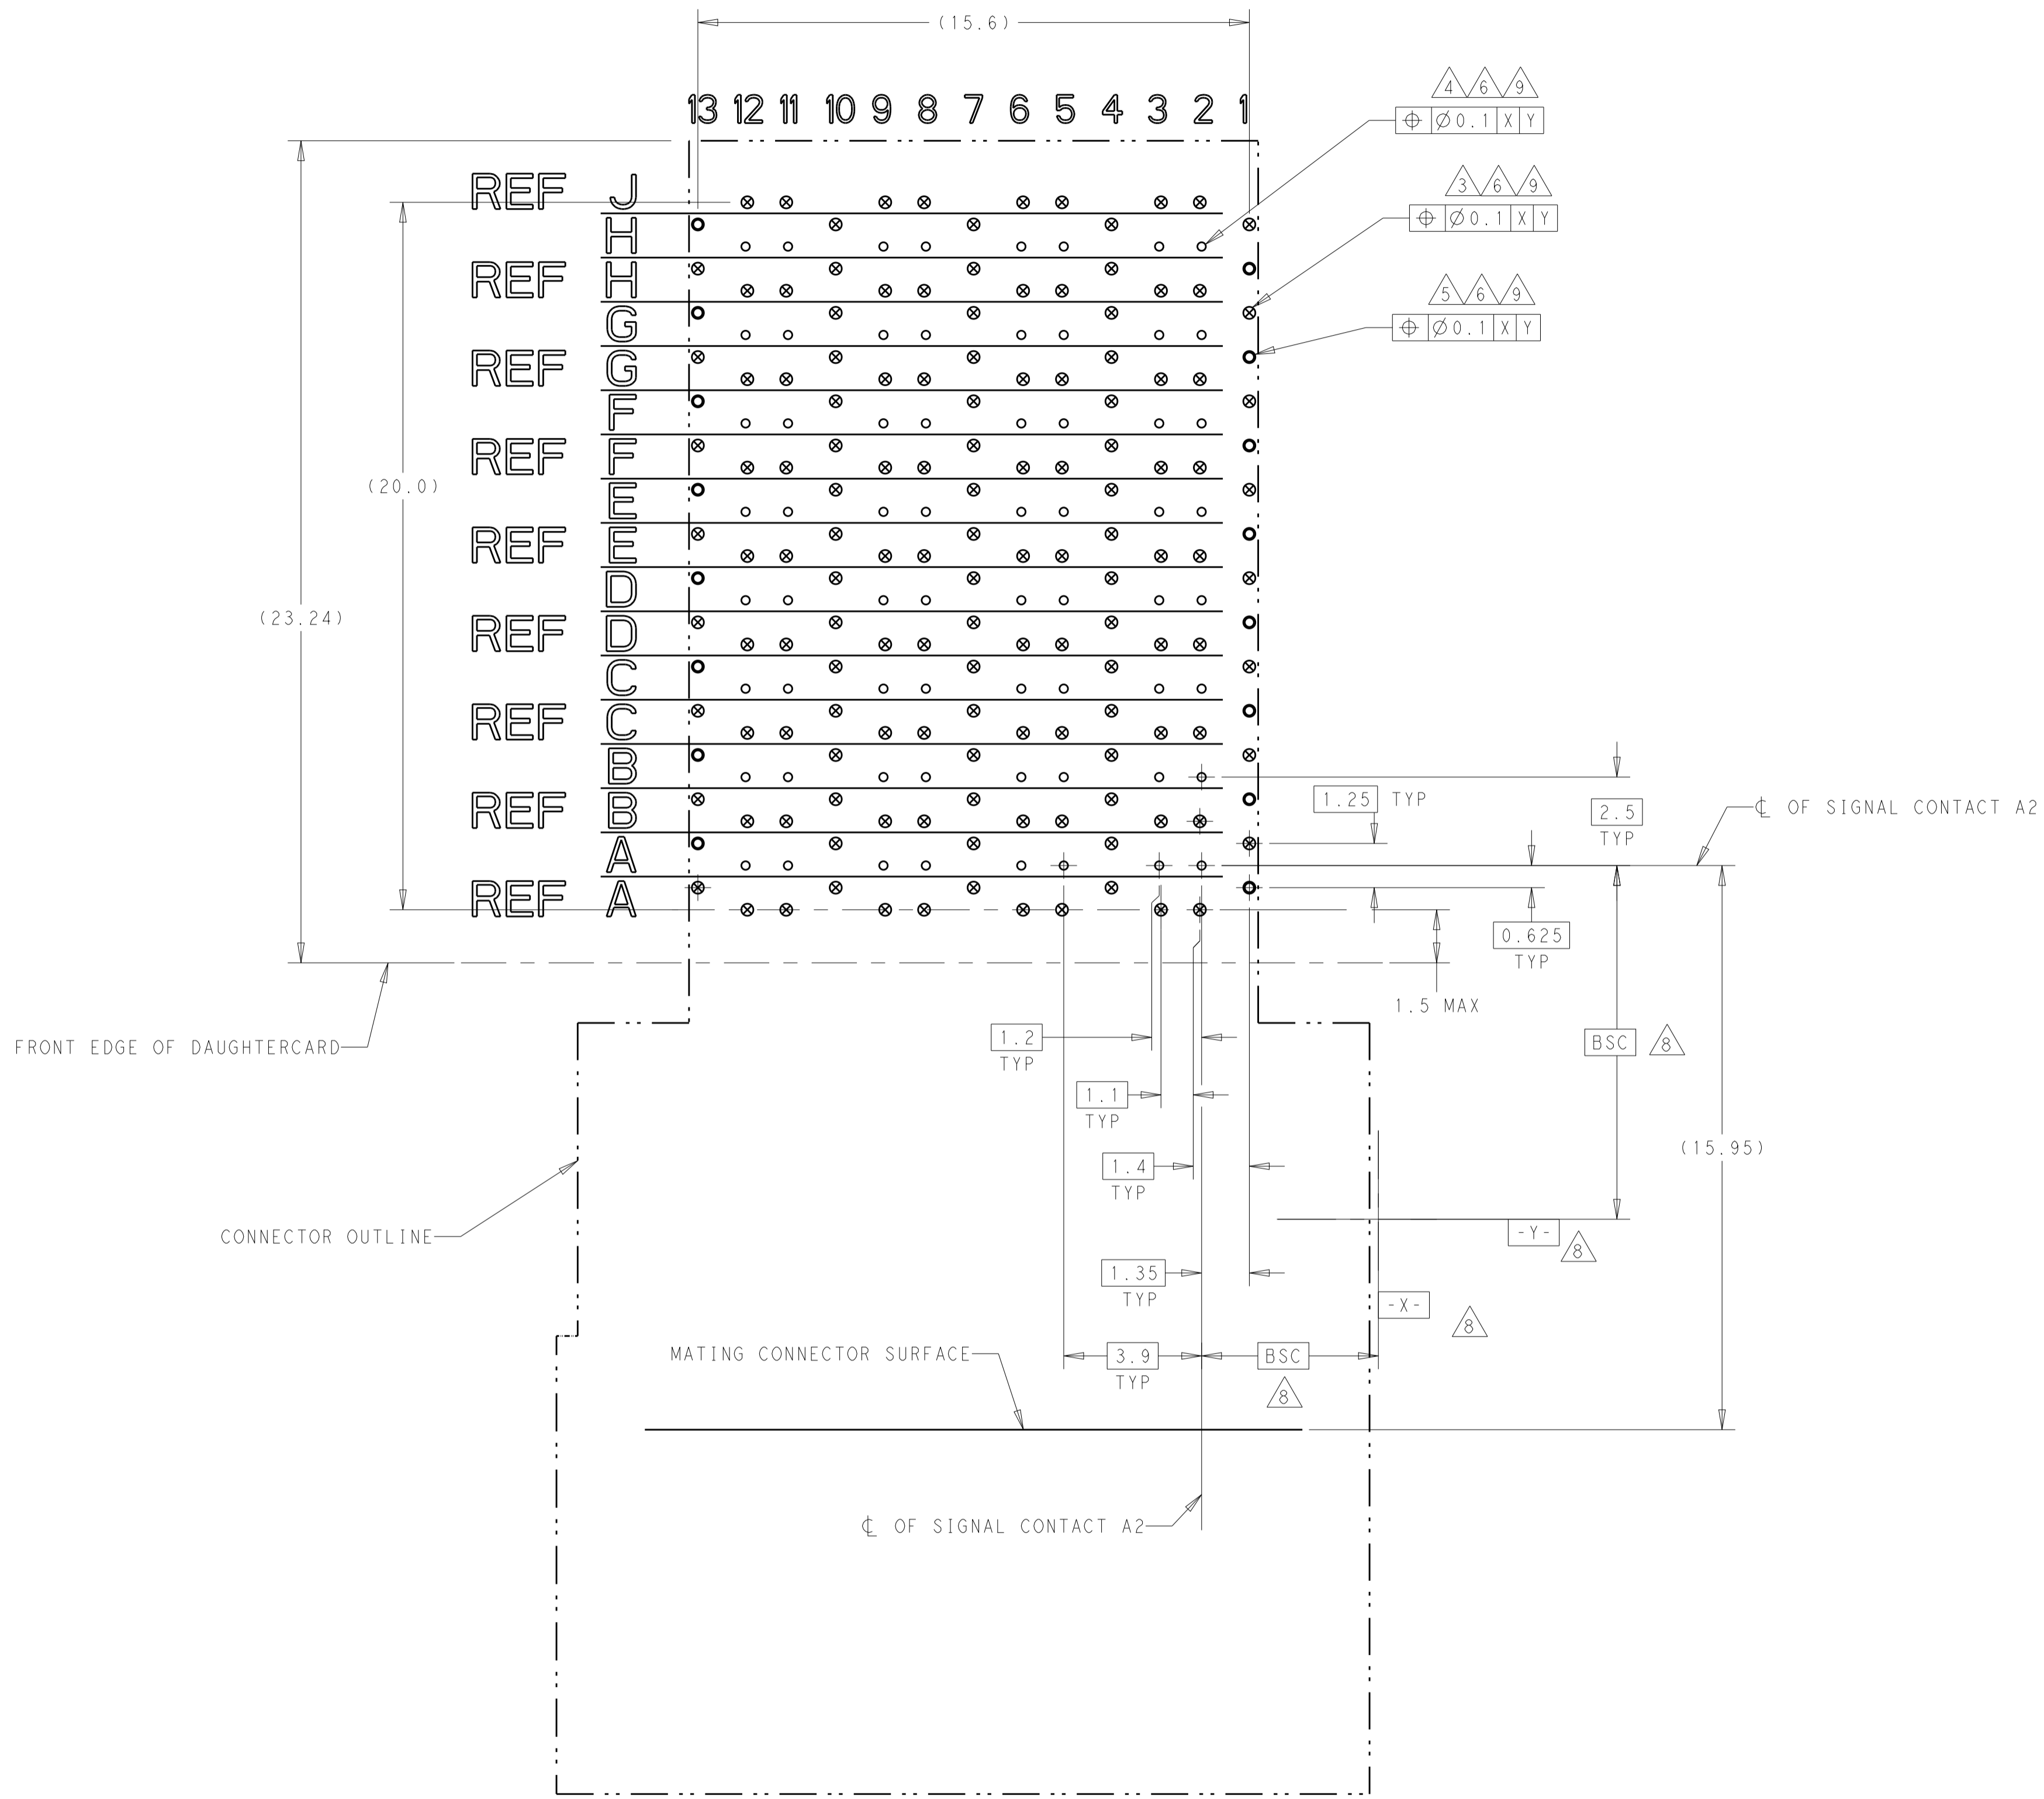 (15.6)
13 12 11 10 9 8 7 6 5 4 3 2 1
4 6 9
⌖ ⌀0.1 X Y
3 6 9
⌖ ⌀0.1 X Y
5 6 9
⌖ ⌀0.1 X Y
REF J
H
REF H
G
REF G
F
REF F
E
REF E
D
REF D
C
REF C
B
REF B
A
REF A
(20.0)
(23.24)
1.25 TYP
2.5
TYP
℄ OF SIGNAL CONTACT A2
0.625
TYP
1.5 MAX
FRONT EDGE OF DAUGHTERCARD
1.2
TYP
BSC 8
1.1
TYP
(15.95)
1.4
TYP
CONNECTOR OUTLINE
-Y- 8
1.35
TYP
-X- 8
MATING CONNECTOR SURFACE
3.9
TYP
BSC
8
℄ OF SIGNAL CONTACT A2